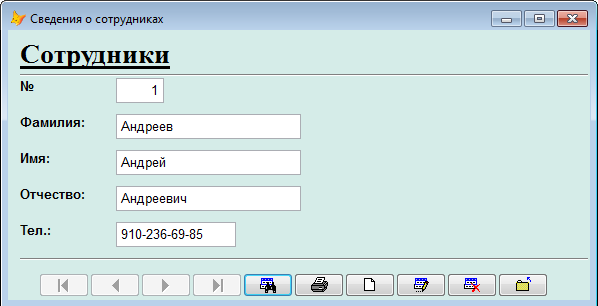 Сведения о сотрудниках
Сотрудники
№ 1
Фамилия: Андреев
Имя: Андрей
Отчество: Андреевич
Тел.: 910-236-69-85